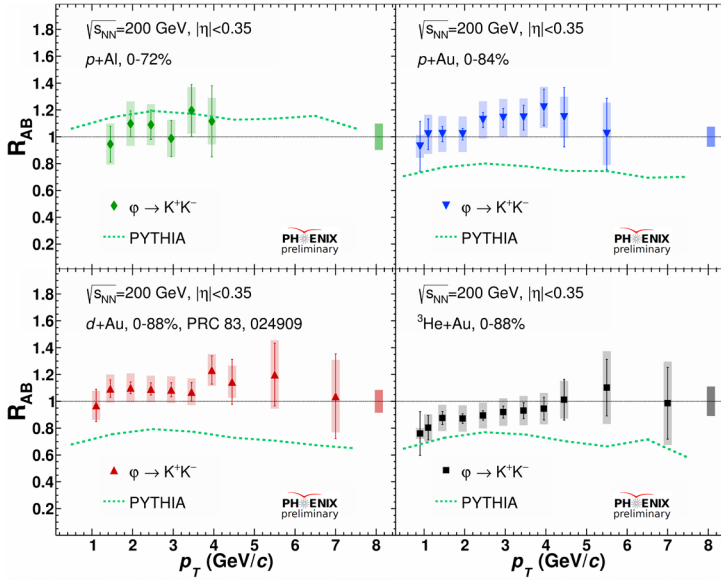 √s_NN=200 GeV, |η|<0.35
p+Al, 0-72%
R_AB
1.8
1.6
1.4
1.2
1
0.8
0.6
0.4
0.2
φ → K⁺K⁻
PYTHIA
PHENIX
preliminary
√s_NN=200 GeV, |η|<0.35
p+Au, 0-84%
φ → K⁺K⁻
PYTHIA
PHENIX
preliminary
√s_NN=200 GeV, |η|<0.35
d+Au, 0-88%, PRC 83, 024909
R_AB
1.8
1.6
1.4
1.2
1
0.8
0.6
0.4
0.2
φ → K⁺K⁻
PYTHIA
PHENIX
preliminary
1 2 3 4 5 6 7 8
p_T (GeV/c)
√s_NN=200 GeV, |η|<0.35
³He+Au, 0-88%
φ → K⁺K⁻
PYTHIA
PHENIX
preliminary
1 2 3 4 5 6 7 8
p_T (GeV/c)